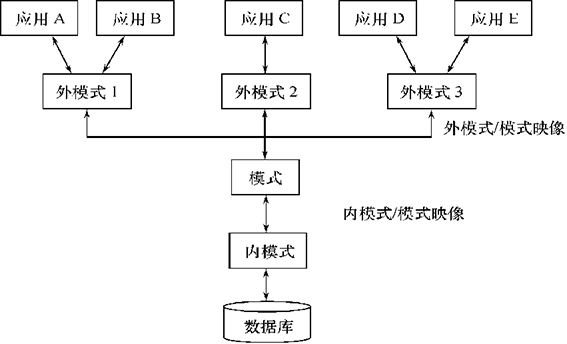 应用 A
应用 B
应用 C
应用 D
应用 E
外模式 1
外模式 2
外模式 3
外模式/模式映像
模式
内模式/模式映像
内模式
数据库